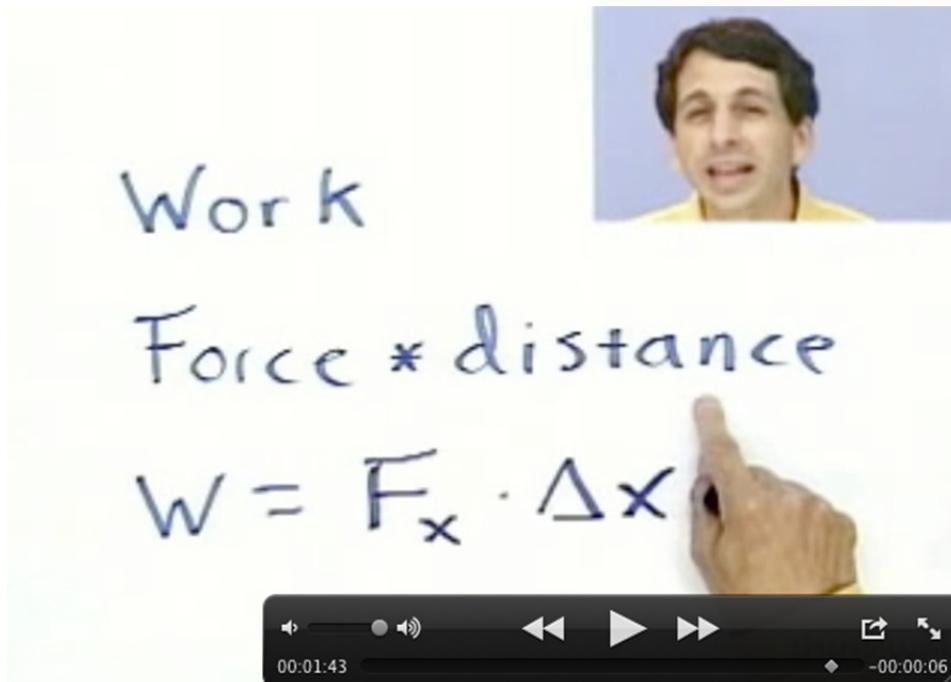 Work
Force * distance
W = Fₓ · Δx
00:01:43
-00:00:06